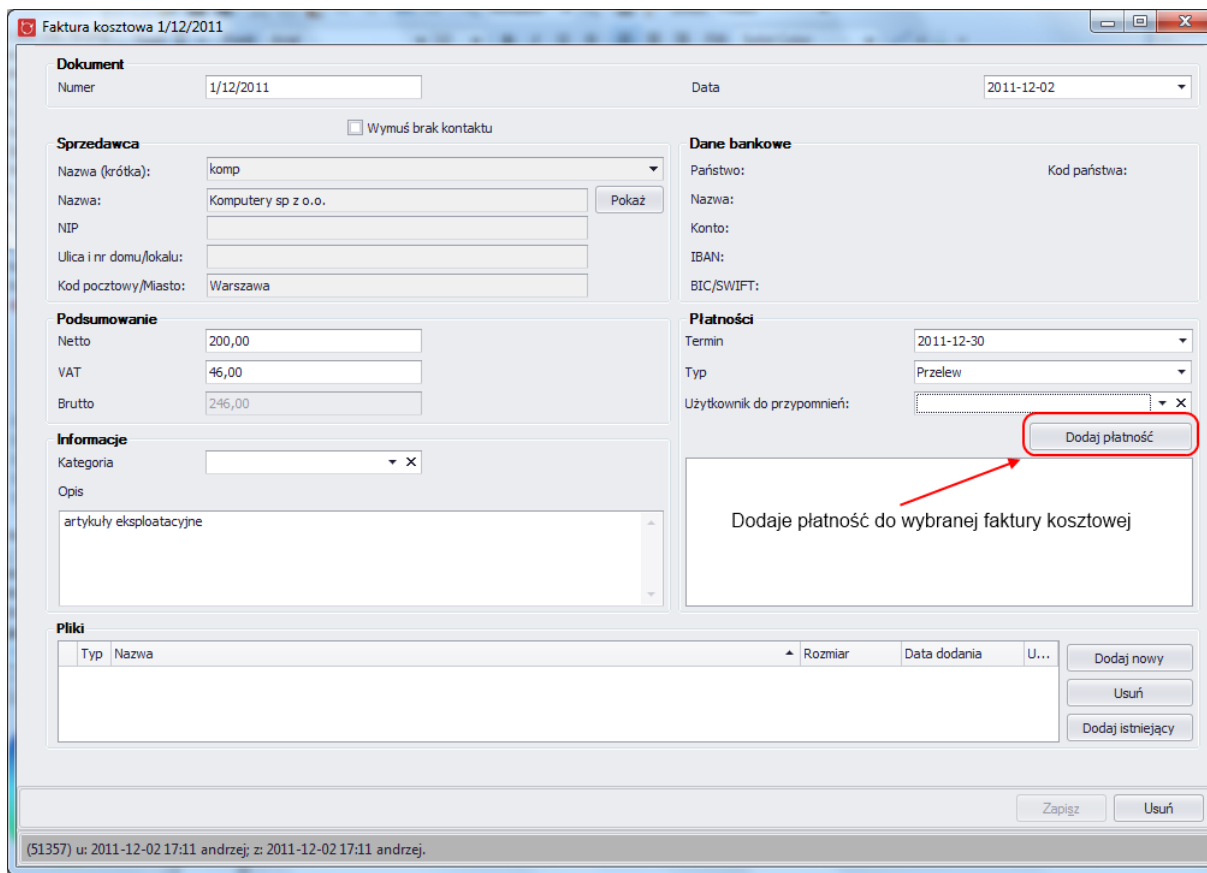 Faktura kosztowa 1/12/2011
Dokument
Numer 1/12/2011 Data 2011-12-02
Wymuś brak kontaktu
Sprzedawca
Nazwa (krótka): komp
Nazwa: Komputery sp z o.o. Pokaż
NIP
Ulica i nr domu/lokalu:
Kod pocztowy/Miasto: Warszawa
Dane bankowe
Państwo: Kod państwa:
Nazwa:
Konto:
IBAN:
BIC/SWIFT:
Podsumowanie
Netto 200,00
VAT 46,00
Brutto 246,00
Płatności
Termin 2011-12-30
Typ Przelew
Użytkownik do przypomnień:
Dodaj płatność
Dodaje płatność do wybranej faktury kosztowej
Informacje
Kategoria
Opis
artykuły eksploatacyjne
Pliki
Typ Nazwa Rozmiar Data dodania U...
Dodaj nowy
Usuń
Dodaj istniejący
Zapisz Usuń
(51357) u: 2011-12-02 17:11 andrzej; z: 2011-12-02 17:11 andrzej.